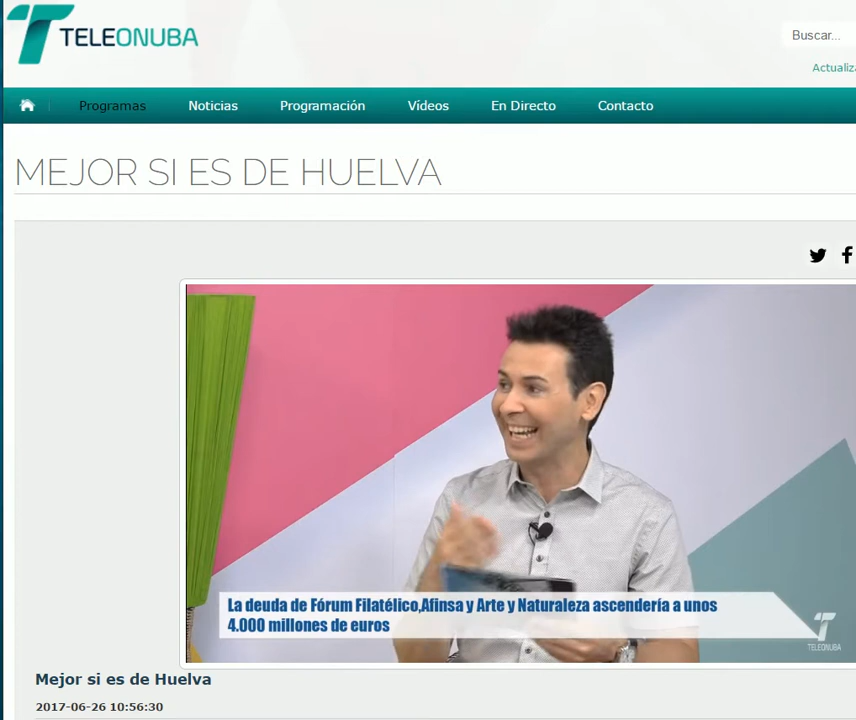 TELEONUBA
Buscar...
Actualiza
Programas Noticias Programación Vídeos En Directo Contacto
MEJOR SI ES DE HUELVA
La deuda de Fórum Filatélico,Afinsa y Arte y Naturaleza ascendería a unos
4.000 millones de euros
TELEONUBA
Mejor si es de Huelva
2017-06-26 10:56:30